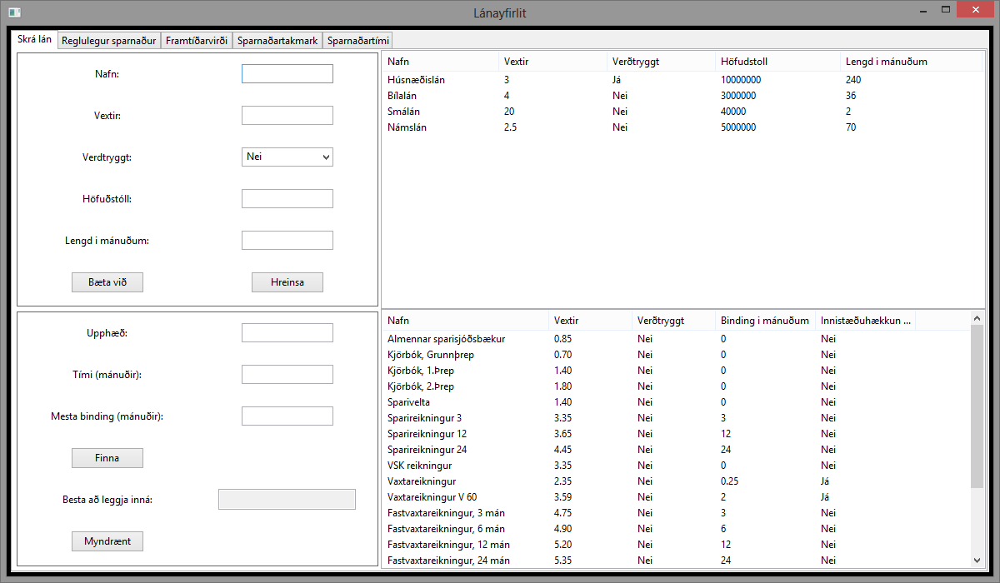 Lánayfirlit
Skrá lán Reglulegur sparnaður Framtíðarvirði Sparnaðartakmark Sparnaðartími
Nafn:
Vextir:
Verdtryggt: Nei
Höfuðstóll:
Lengd i mánuðum:
Bæta við Hreinsa
Nafn Vextir Verðtryggt Höfudstoll Lengd i mánuðum
Húsnæðislán 3 Já 10000000 240
Bílalán 4 Nei 3000000 36
Smálán 20 Nei 40000 2
Námslán 2.5 Nei 5000000 70
Upphæð:
Tími (mánuðir):
Mesta binding (mánuðir):
Finna
Besta að leggja inná:
Myndrænt
Nafn Vextir Verðtryggt Binding i mánuðum Innistæðuhækkun ...
Almennar sparisjóðsbækur 0.85 Nei 0 Nei
Kjörbók, Grunnþrep 0.70 Nei 0 Nei
Kjörbók, 1.Þrep 1.40 Nei 0 Nei
Kjörbók, 2.Þrep 1.80 Nei 0 Nei
Sparivelta 1.40 Nei 0 Nei
Sparireikningur 3 3.35 Nei 3 Nei
Sparireikningur 12 3.65 Nei 12 Nei
Sparireikningur 24 4.45 Nei 24 Nei
VSK reikningur 3.35 Nei 0 Nei
Vaxtareikningur 2.35 Nei 0.25 Já
Vaxtareikningur V 60 3.59 Nei 2 Já
Fastvaxtareikningur, 3 mán 4.75 Nei 3 Nei
Fastvaxtareikningur, 6 mán 4.90 Nei 6 Nei
Fastvaxtareikningur, 12 mán 5.20 Nei 12 Nei
Fastvaxtareikningur, 24 mán 5.35 Nei 24 Nei